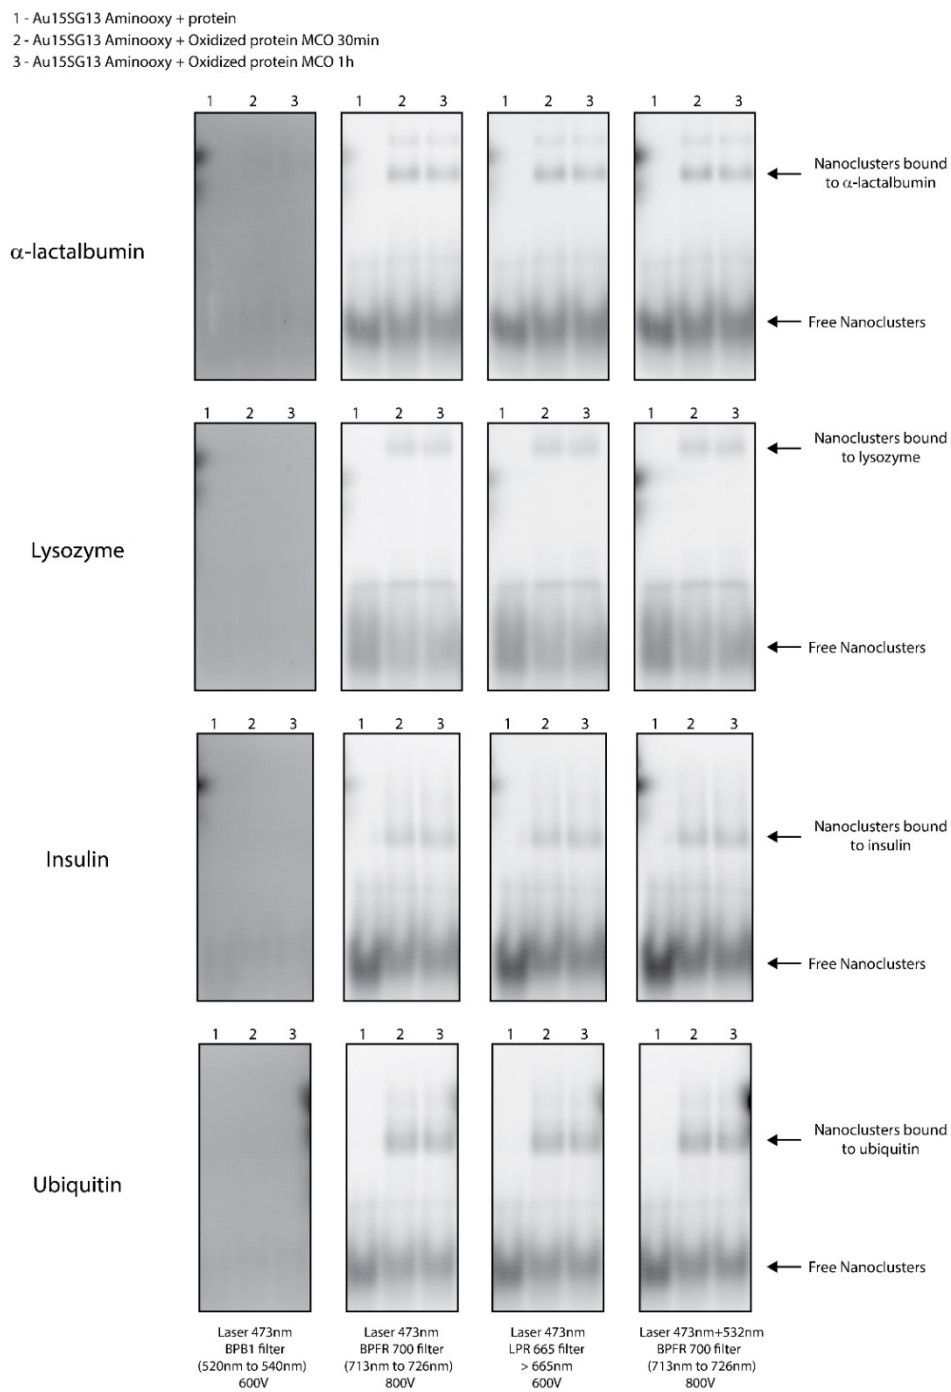 1 - Au15SG13 Aminooxy + protein
2 - Au15SG13 Aminooxy + Oxidized protein MCO 30min
3 - Au15SG13 Aminooxy + Oxidized protein MCO 1h
1 2 3 1 2 3 1 2 3 1 2 3
α-lactalbumin
Nanoclusters bound
to α-lactalbumin
Free Nanoclusters
1 2 3 1 2 3 1 2 3 1 2 3
Lysozyme
Nanoclusters bound
to lysozyme
Free Nanoclusters
1 2 3 1 2 3 1 2 3 1 2 3
Insulin
Nanoclusters bound
to insulin
Free Nanoclusters
1 2 3 1 2 3 1 2 3 1 2 3
Ubiquitin
Nanoclusters bound
to ubiquitin
Free Nanoclusters
Laser 473nm
BPB1 filter
(520nm to 540nm)
600V
Laser 473nm
BPFR 700 filter
(713nm to 726nm)
800V
Laser 473nm
LPR 665 filter
> 665nm
600V
Laser 473nm+532nm
BPFR 700 filter
(713nm to 726nm)
800V